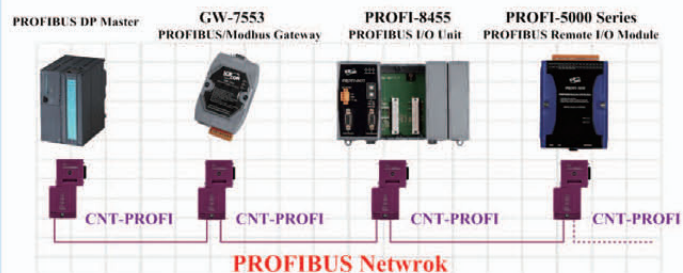 PROFIBUS DP Master
GW-7553
PROFIBUS/Modbus Gateway
PROFI-8455
PROFIBUS I/O Unit
PROFI-5000 Series
PROFIBUS Remote I/O Module
CNT-PROFI
CNT-PROFI
CNT-PROFI
CNT-PROFI
PROFIBUS Netwrok